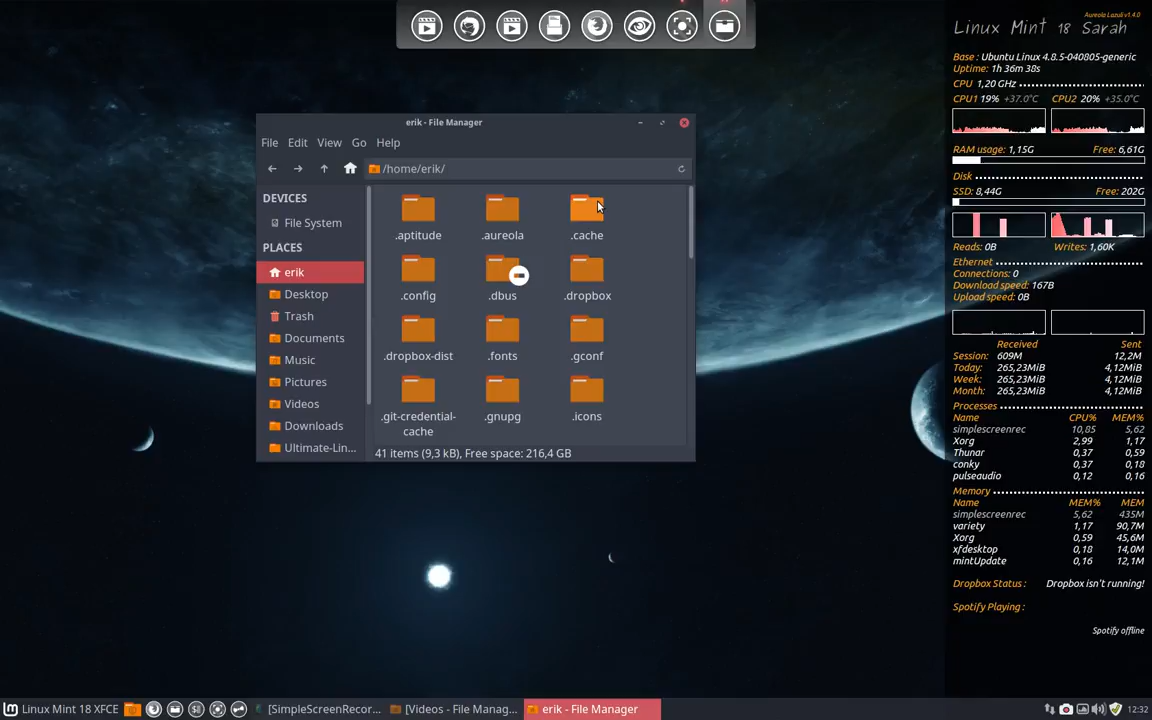 Aureola Lazuli v1.4.0
Linux Mint 18 Sarah
Base : Ubuntu Linux 4.8.5-040805-generic
Uptime: 1h 36m 38s
CPU 1,20 GHz
CPU1 19% +37.0°C CPU2 20% +35.0°C
RAM usage: 1,15G Free: 6,61G
Disk
SSD: 8,44G Free: 202G
Reads: 0B Writes: 1,60K
Ethernet
Connections: 0
Download speed: 167B
Upload speed: 0B
Received Sent
Session: 609M 12,2M
Today: 265,23MiB 4,12MiB
Week: 265,23MiB 4,12MiB
Month: 265,23MiB 4,12MiB
Processes
Name CPU% MEM%
simplescreenrec 10,85 5,62
Xorg 2,99 1,17
Thunar 0,37 0,59
conky 0,37 0,18
pulseaudio 0,12 0,16
Memory
Name MEM% MEM
simplescreenrec 5,62 435M
variety 1,17 90,7M
Xorg 0,59 45,6M
xfdesktop 0,18 14,0M
mintUpdate 0,16 12,1M
Dropbox Status : Dropbox isn't running!
Spotify Playing :
Spotify offline
erik - File Manager
File Edit View Go Help
/home/erik/
DEVICES
File System
PLACES
erik
Desktop
Trash
Documents
Music
Pictures
Videos
Downloads
Ultimate-Lin...
.aptitude .aureola .cache
.config .dbus .dropbox
.dropbox-dist .fonts .gconf
.git-credential-cache .gnupg .icons
41 items (9,3 kB), Free space: 216,4 GB
Linux Mint 18 XFCE [SimpleScreenRecor... [Videos - File Manag... erik - File Manager 12:32